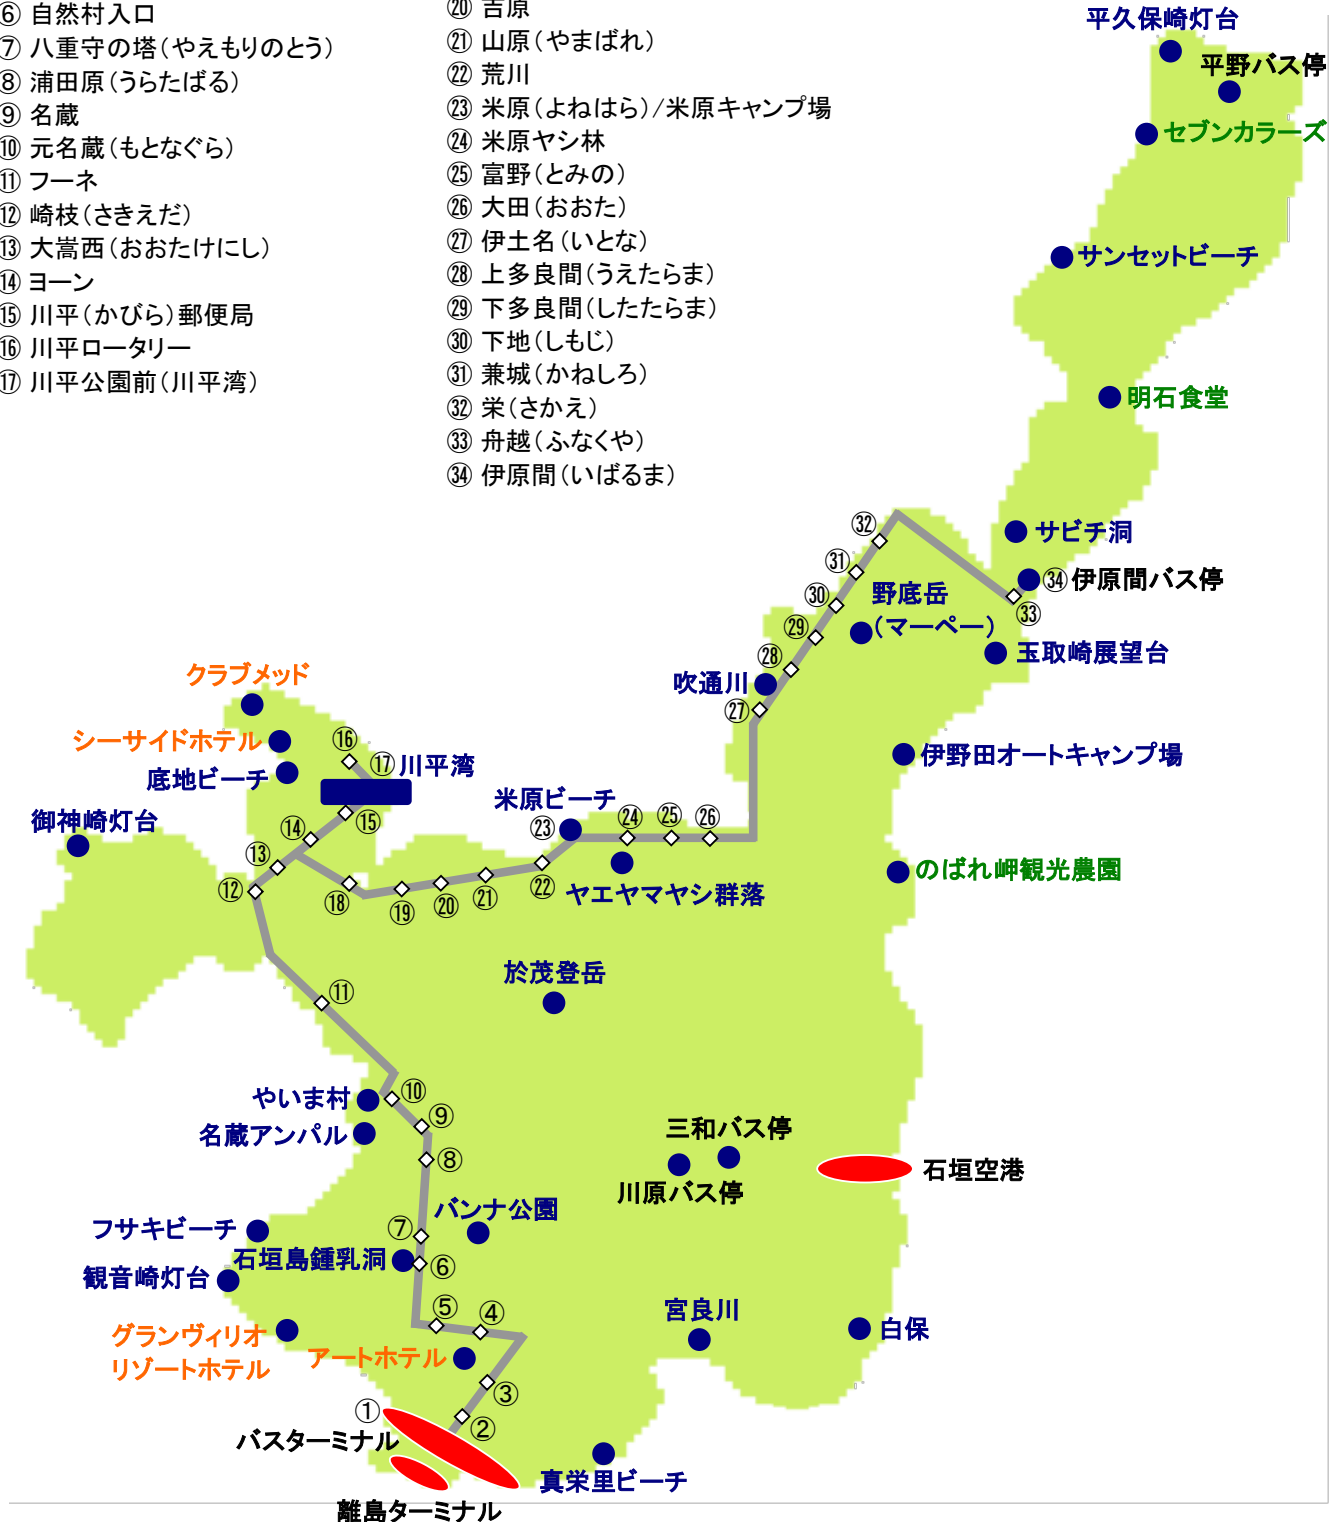 ⑥ 自然村入口
⑦ 八重守の塔(やえもりのとう)
⑧ 浦田原(うらたばる)
⑨ 名蔵
⑩ 元名蔵(もとなぐら)
⑪ フーネ
⑫ 崎枝(さきえだ)
⑬ 大嵩西(おおたけにし)
⑭ ヨーン
⑮ 川平(かびら)郵便局
⑯ 川平ロータリー
⑰ 川平公園前(川平湾)
⑳ 吉原
㉑ 山原(やまばれ)
㉒ 荒川
㉓ 米原(よねはら)/米原キャンプ場
㉔ 米原ヤシ林
㉕ 富野(とみの)
㉖ 大田(おおた)
㉗ 伊土名(いとな)
㉘ 上多良間(うえたらま)
㉙ 下多良間(したたらま)
㉚ 下地(しもじ)
㉛ 兼城(かねしろ)
㉜ 栄(さかえ)
㉝ 舟越(ふなくや)
㉞ 伊原間(いばるま)
平久保崎灯台
平野バス停
セブンカラーズ
サンセットビーチ
明石食堂
㉜
サビチ洞
㉛
㉞ 伊原間バス停
㉚
野底岳
(マーペー)
㉝
㉙
玉取崎展望台
㉘
吹通川
㉗
クラブメッド
シーサイドホテル
⑯
⑰ 川平湾
底地ビーチ
伊野田オートキャンプ場
米原ビーチ
御神崎灯台
⑮
⑭
㉓
㉔
㉕
㉖
⑬
⑫
⑱
⑲
⑳
㉑
㉒
ヤエヤマヤシ群落
のばれ岬観光農園
於茂登岳
⑪
やいま村
⑩
⑨
名蔵アンパル
⑧
三和バス停
川原バス停
石垣空港
バンナ公園
フサキビーチ
⑦
石垣島鍾乳洞
⑥
観音崎灯台
⑤
④
宮良川
白保
グランヴィリオ
リゾートホテル
アートホテル
③
①
②
バスターミナル
真栄里ビーチ
離島ターミナル